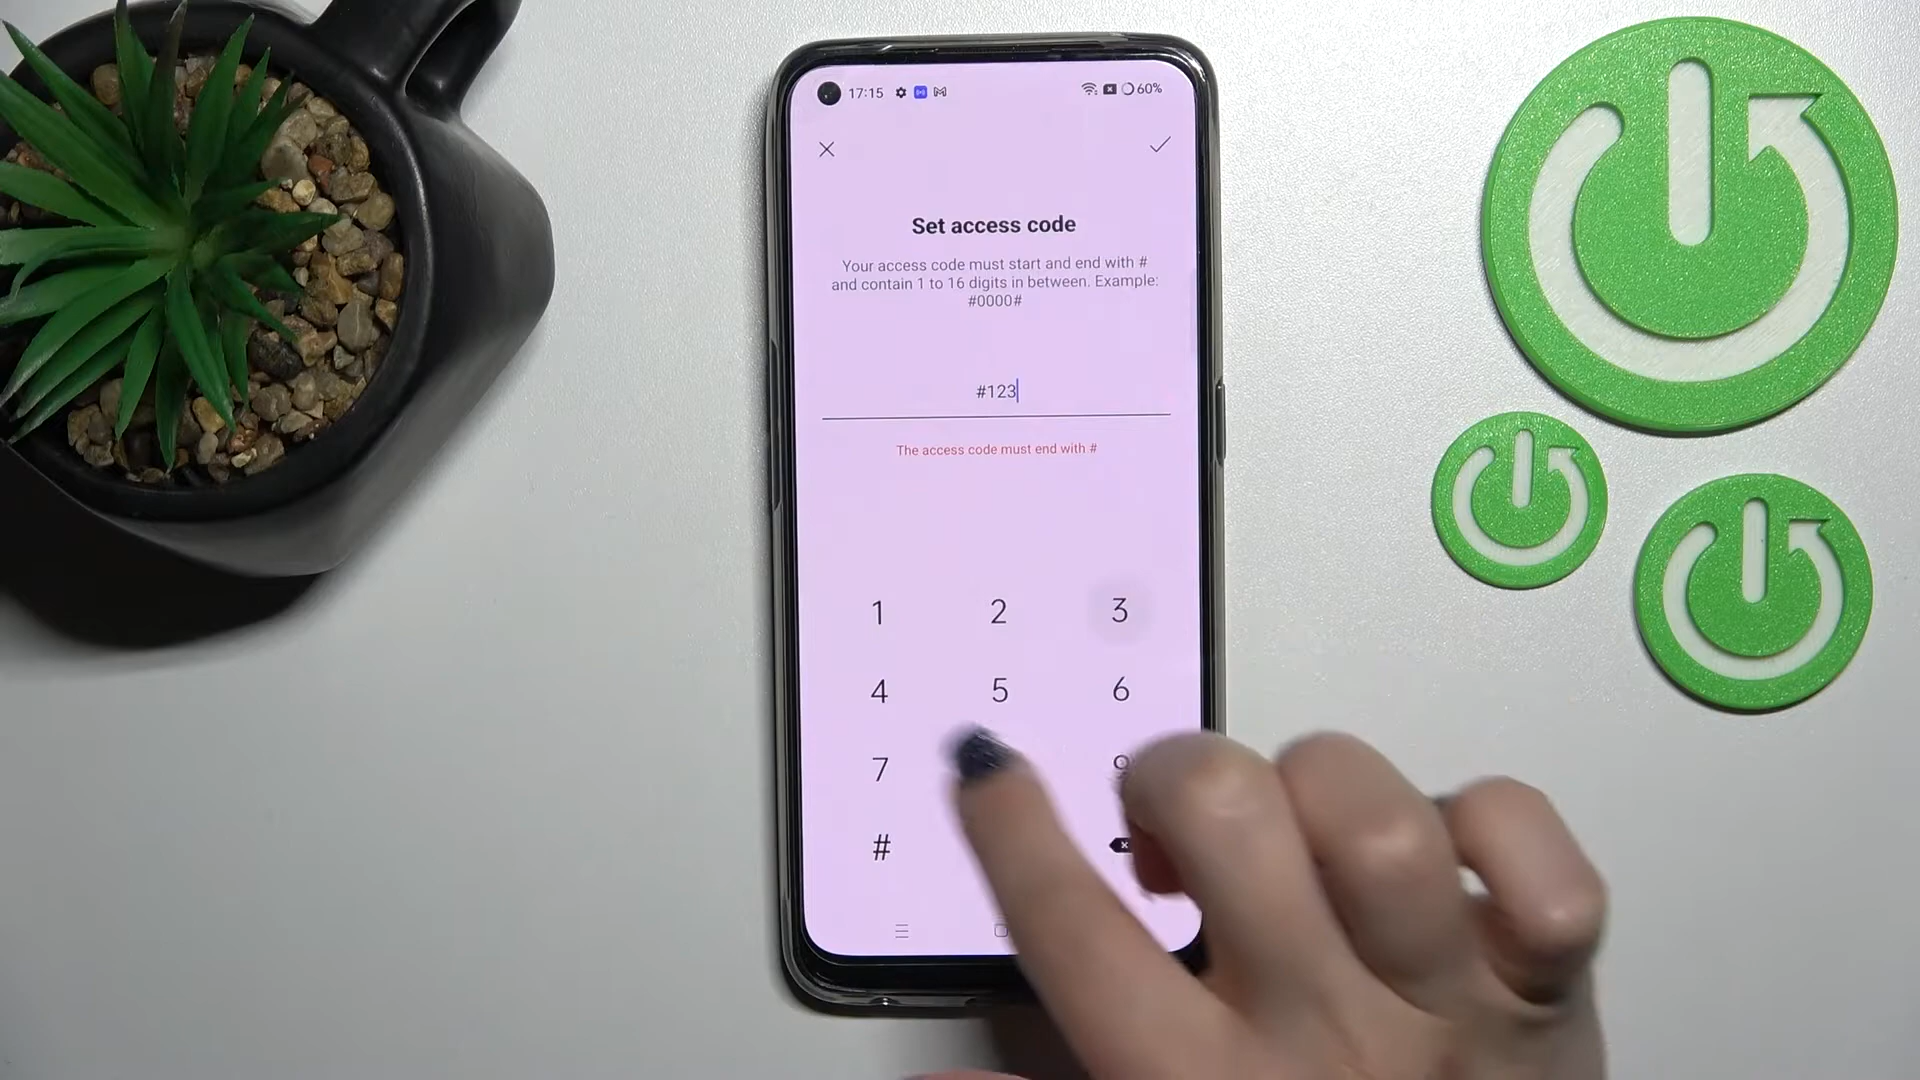 17:15
60%
Set access code
Your access code must start and end with #
and contain 1 to 16 digits in between. Example:
#0000#
#123
The access code must end with #
1 2 3
4 5 6
7 9
#